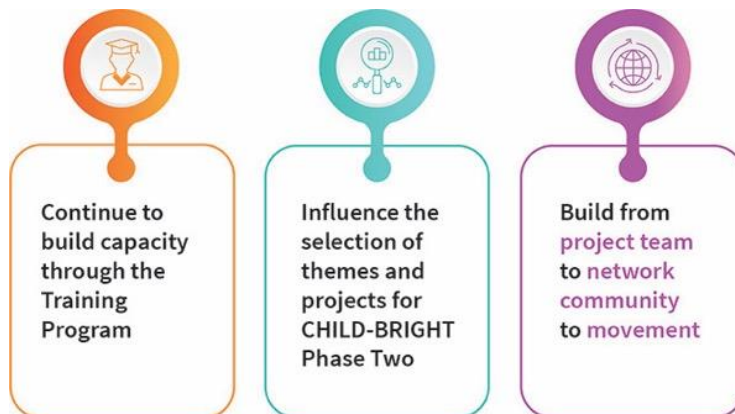 Continue to
build capacity
through the
Training
Program
Influence the
selection of
themes and
projects for
CHILD-BRIGHT
Phase Two
Build from
project team
to network
community
to movement